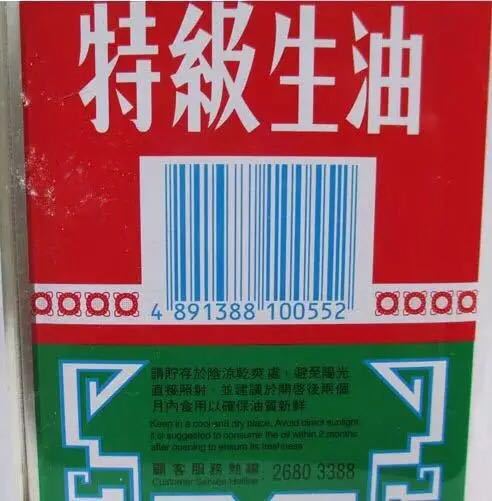 特級生油
4 891388 100552
請貯存於陰涼乾爽處，避免陽光
直接照射，並建議於開啓後兩個
月內食用以確保油質新鮮
Keep in a cool and dry place, Avoid direct sunlight.
It is suggested to consume the oil within 2 months
after opening to ensure its freshness
顧客服務熱線 2680 3388
Customer Service Hotline